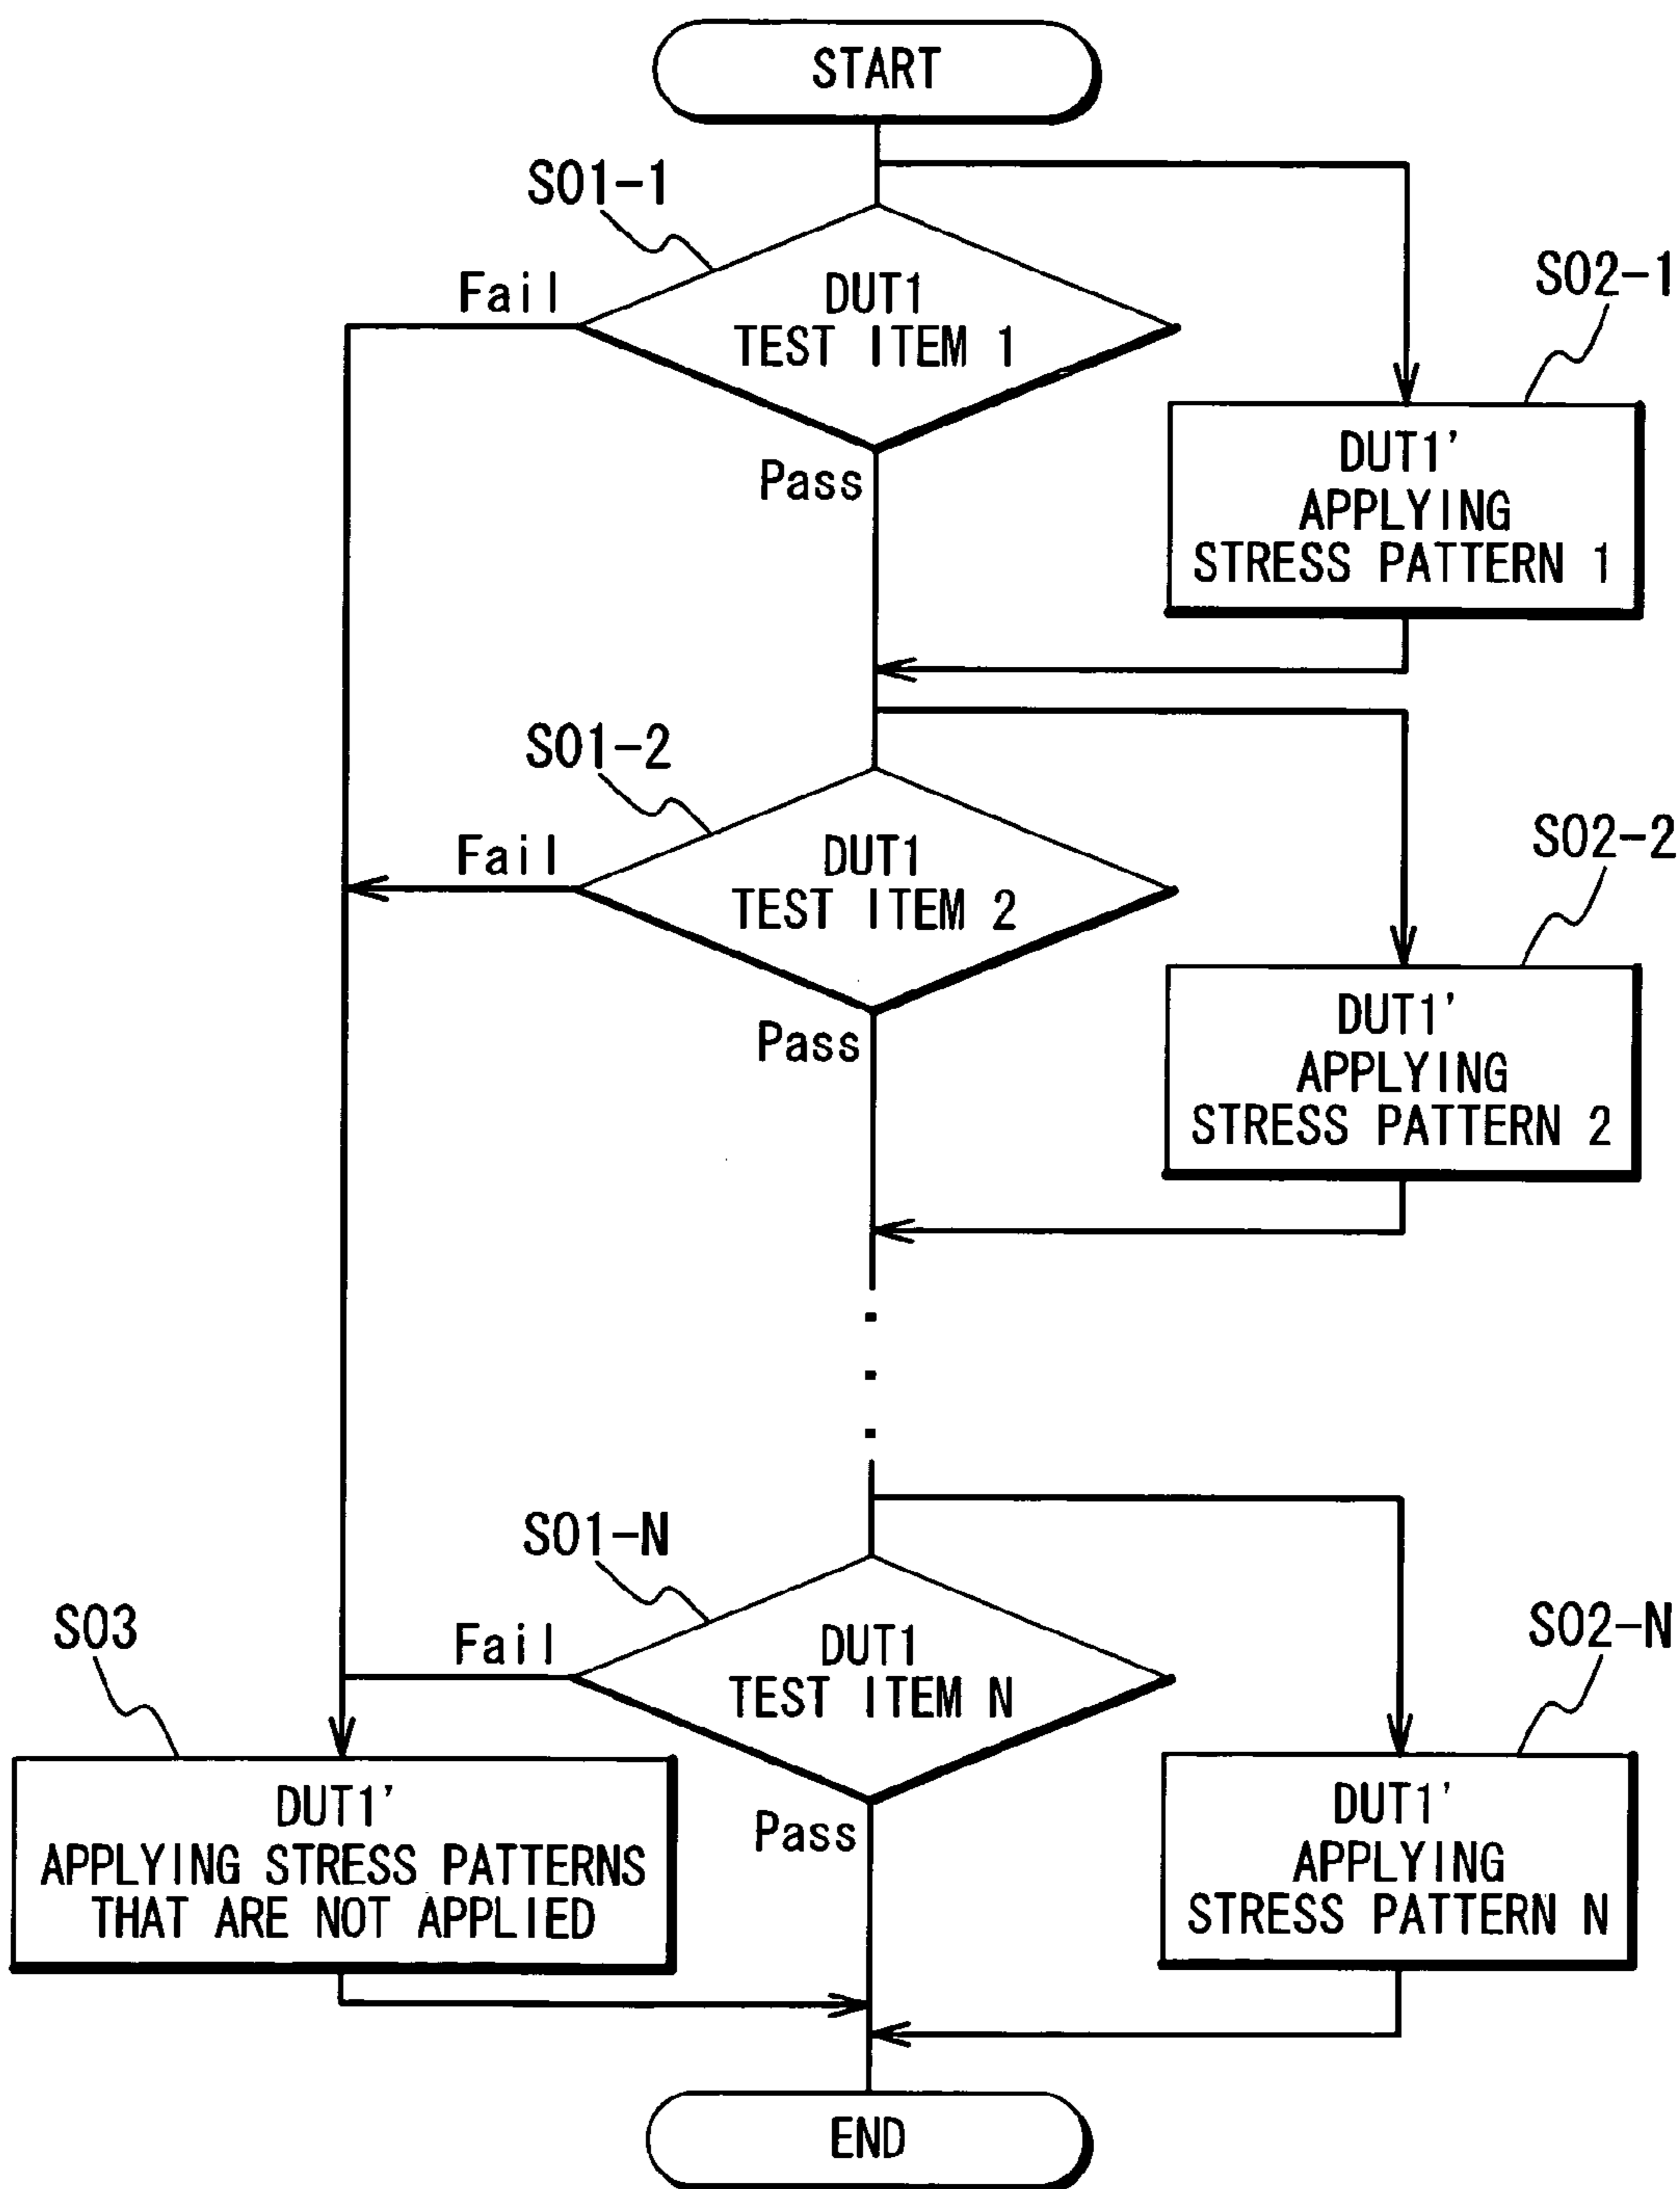 START
S01-1
Fail
DUT1
TEST ITEM 1
S02-1
Pass
DUT1'
APPLYING
STRESS PATTERN 1
S01-2
Fail
DUT1
TEST ITEM 2
S02-2
Pass
DUT1'
APPLYING
STRESS PATTERN 2
S01-N
S03
Fail
DUT1
TEST ITEM N
S02-N
DUT1'
APPLYING STRESS PATTERNS
THAT ARE NOT APPLIED
Pass
DUT1'
APPLYING
STRESS PATTERN N
END